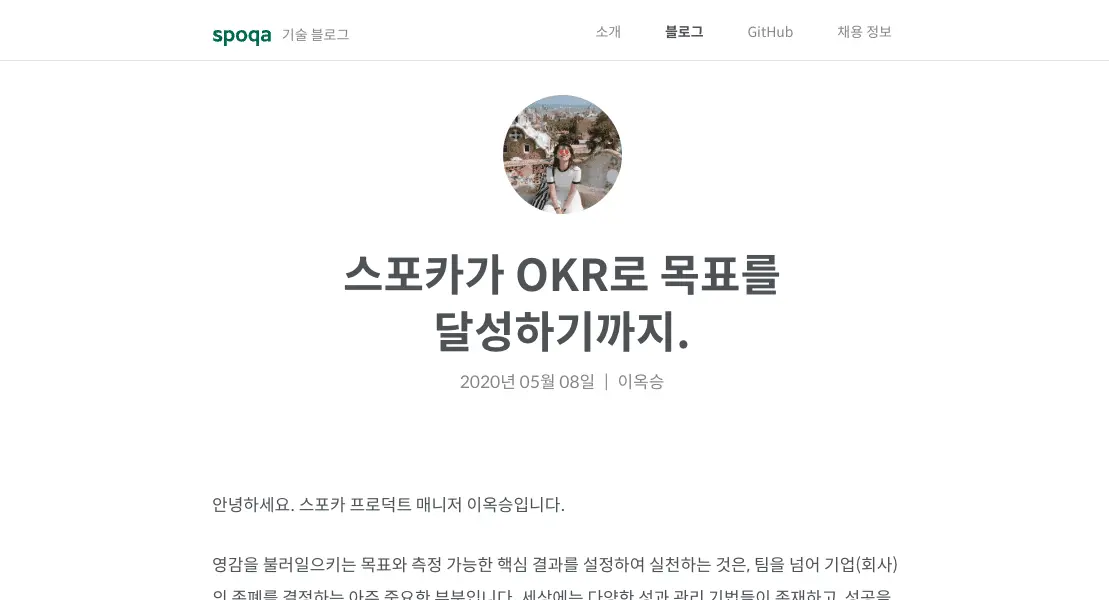 spoqa 기술 블로그 소개 블로그 GitHub 채용 정보
스포카가 OKR로 목표를
달성하기까지.
2020년 05월 08일 | 이옥승
안녕하세요. 스포카 프로덕트 매니저 이옥승입니다.
영감을 불러일으키는 목표와 측정 가능한 핵심 결과를 설정하여 실천하는 것은, 팀을 넘어 기업(회사)
의 존폐를 결정하는 아주 중요한 부분입니다. 세상에는 다양한 성과 관리 기법들이 존재하고, 성공을